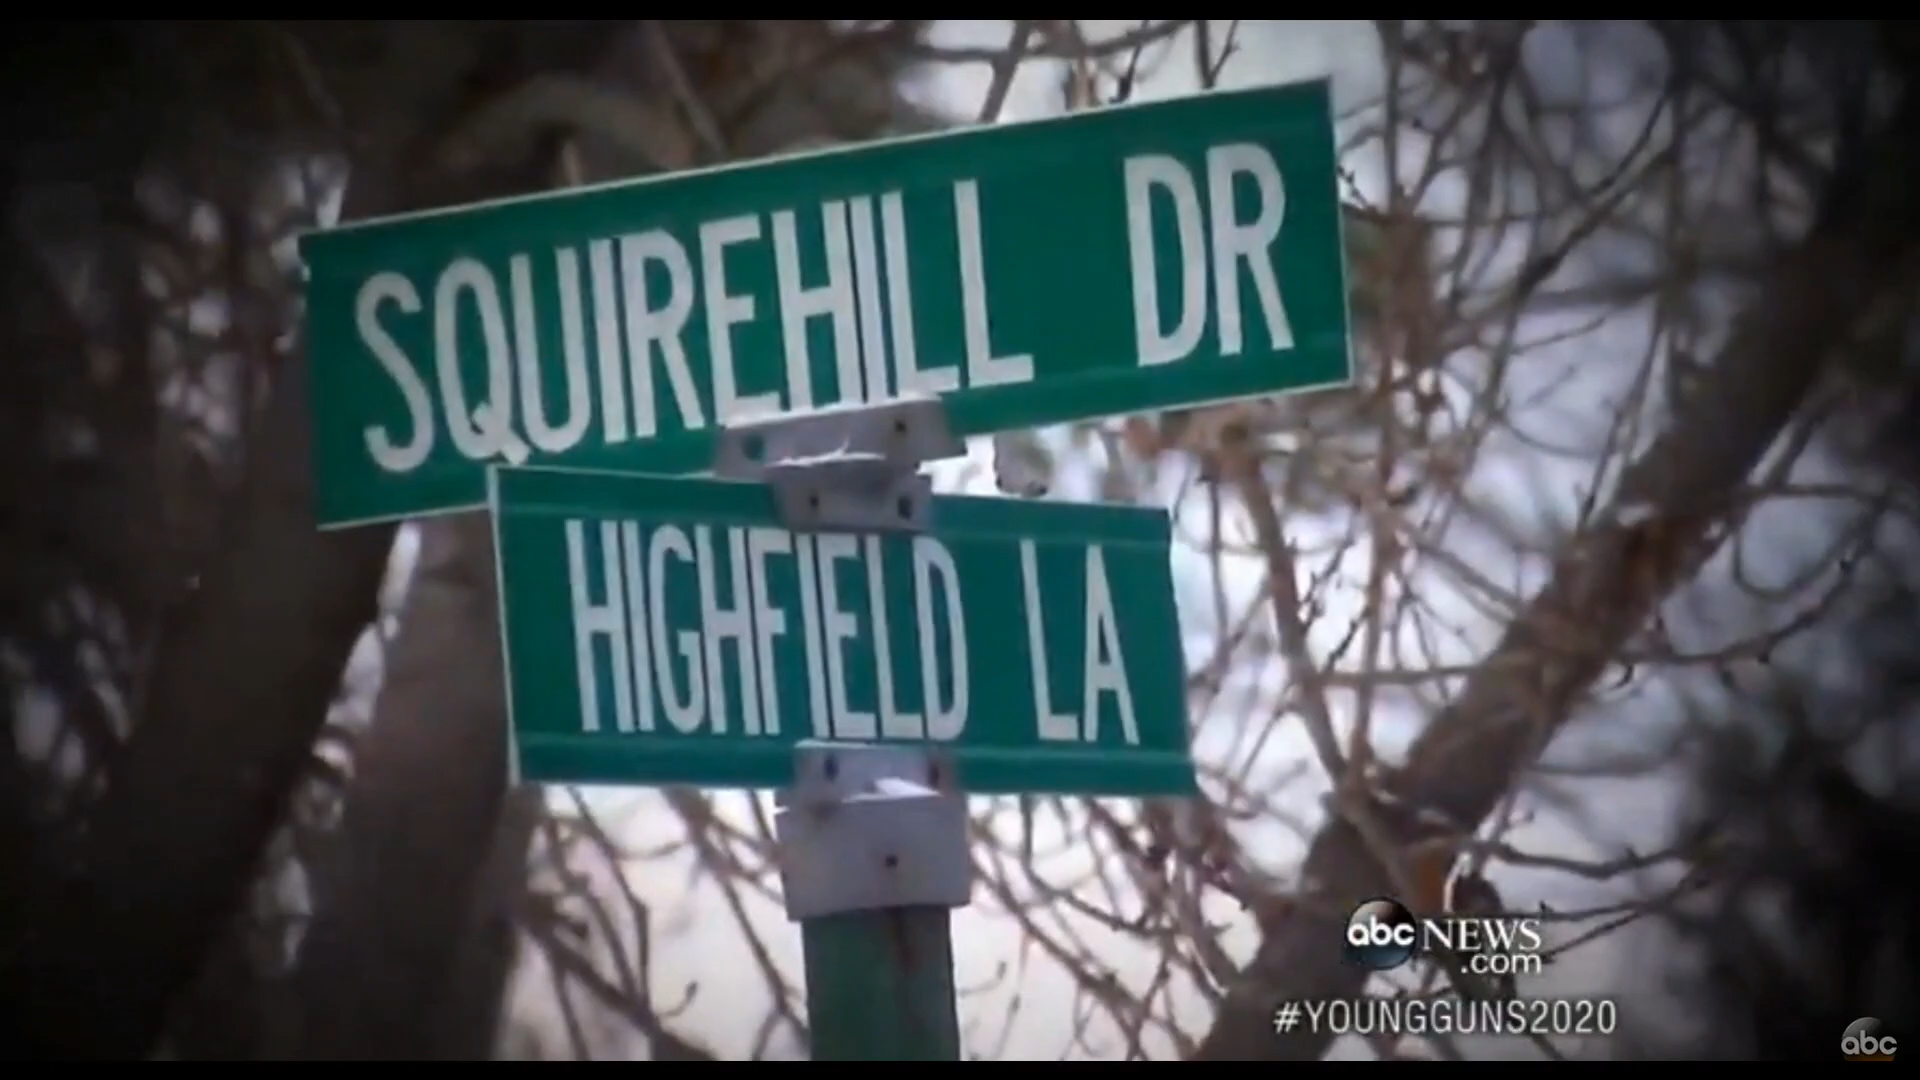 SQUIREHILL DR
HIGHFIELD LA
abc NEWS
.com
#YOUNGGUNS2020
abc